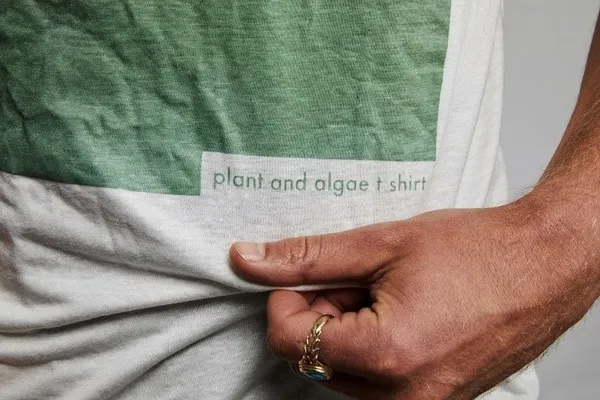 plant and algae t shirt